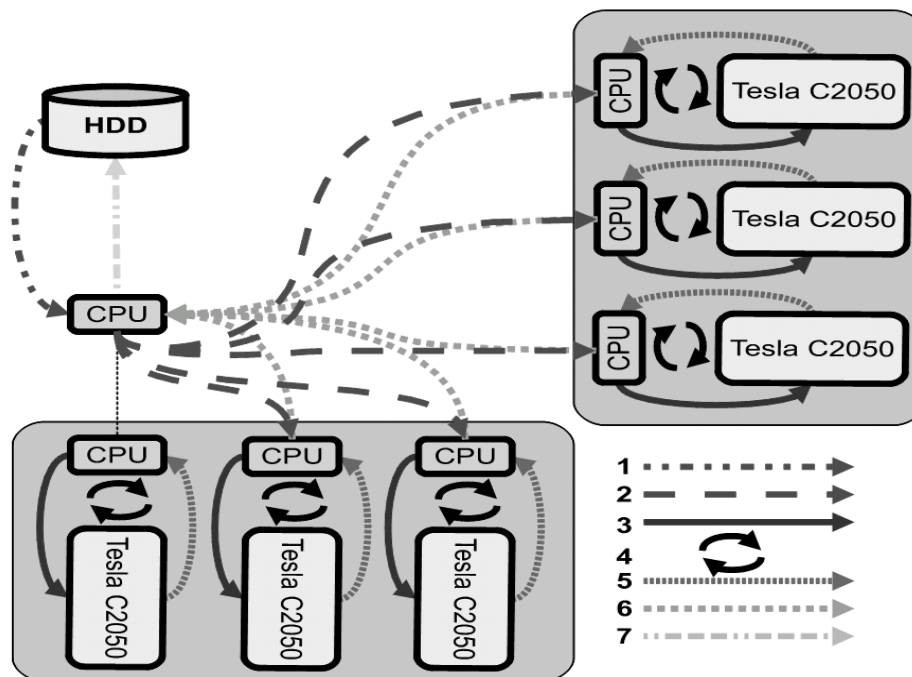 HDD
CPU
CPU
Tesla C2050
CPU
Tesla C2050
CPU
Tesla C2050
CPU
CPU
CPU
Tesla C2050
Tesla C2050
Tesla C2050
1
2
3
4
5
6
7